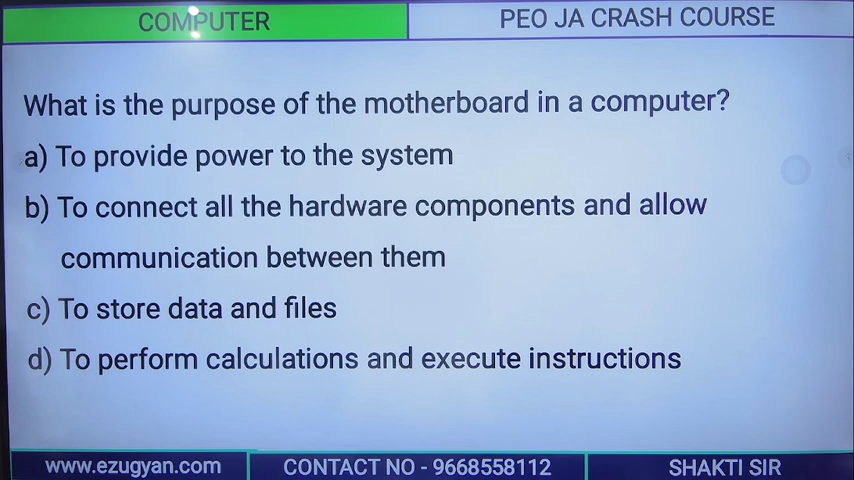 COMPUTER
PEO JA CRASH COURSE
What is the purpose of the motherboard in a computer?
a) To provide power to the system
b) To connect all the hardware components and allow
communication between them
c) To store data and files
d) To perform calculations and execute instructions
www.ezugyan.com
CONTACT NO - 9668558112
SHAKTI SIR